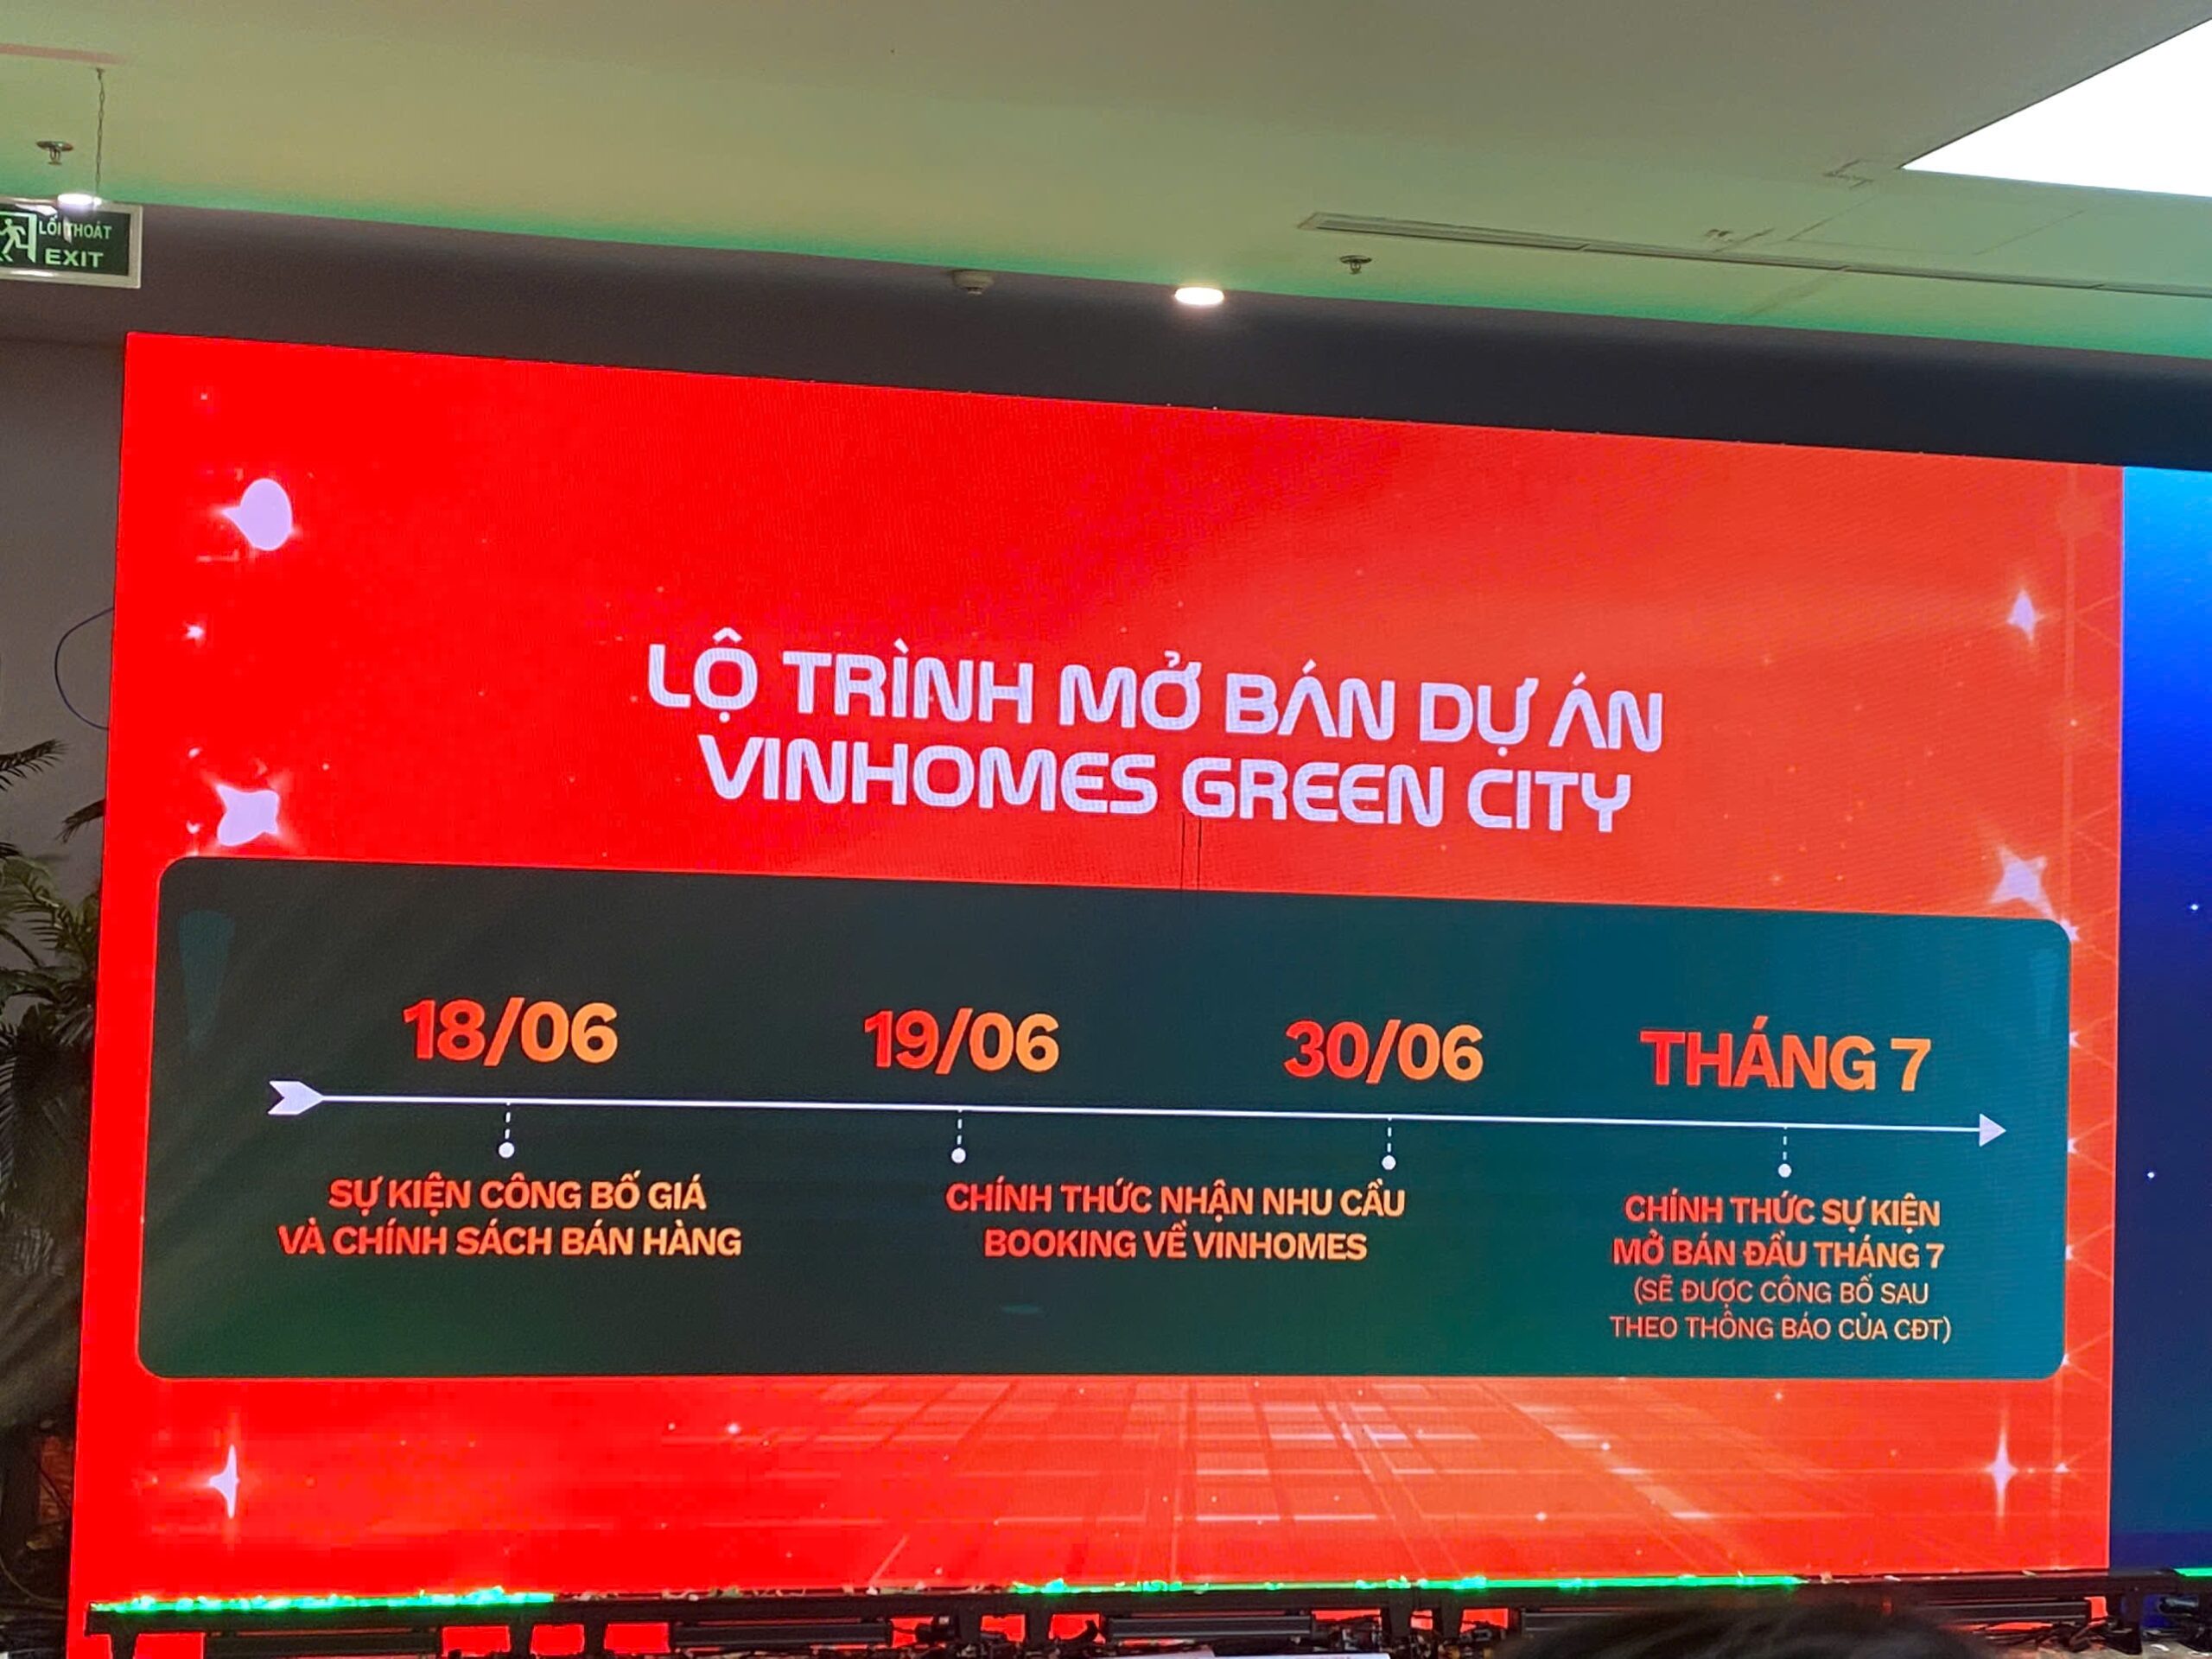 LỐI THOÁT
EXIT
LỘ TRÌNH MỞ BÁN DỰ ÁN
VINHOMES GREEN CITY
18/06
19/06
30/06
THÁNG 7
SỰ KIỆN CÔNG BỐ GIÁ
VÀ CHÍNH SÁCH BÁN HÀNG
CHÍNH THỨC NHẬN NHU CẦU
BOOKING VỀ VINHOMES
CHÍNH THỨC SỰ KIỆN
MỞ BÁN ĐẦU THÁNG 7
(SẼ ĐƯỢC CÔNG BỐ SAU
THEO THÔNG BÁO CỦA CĐT)